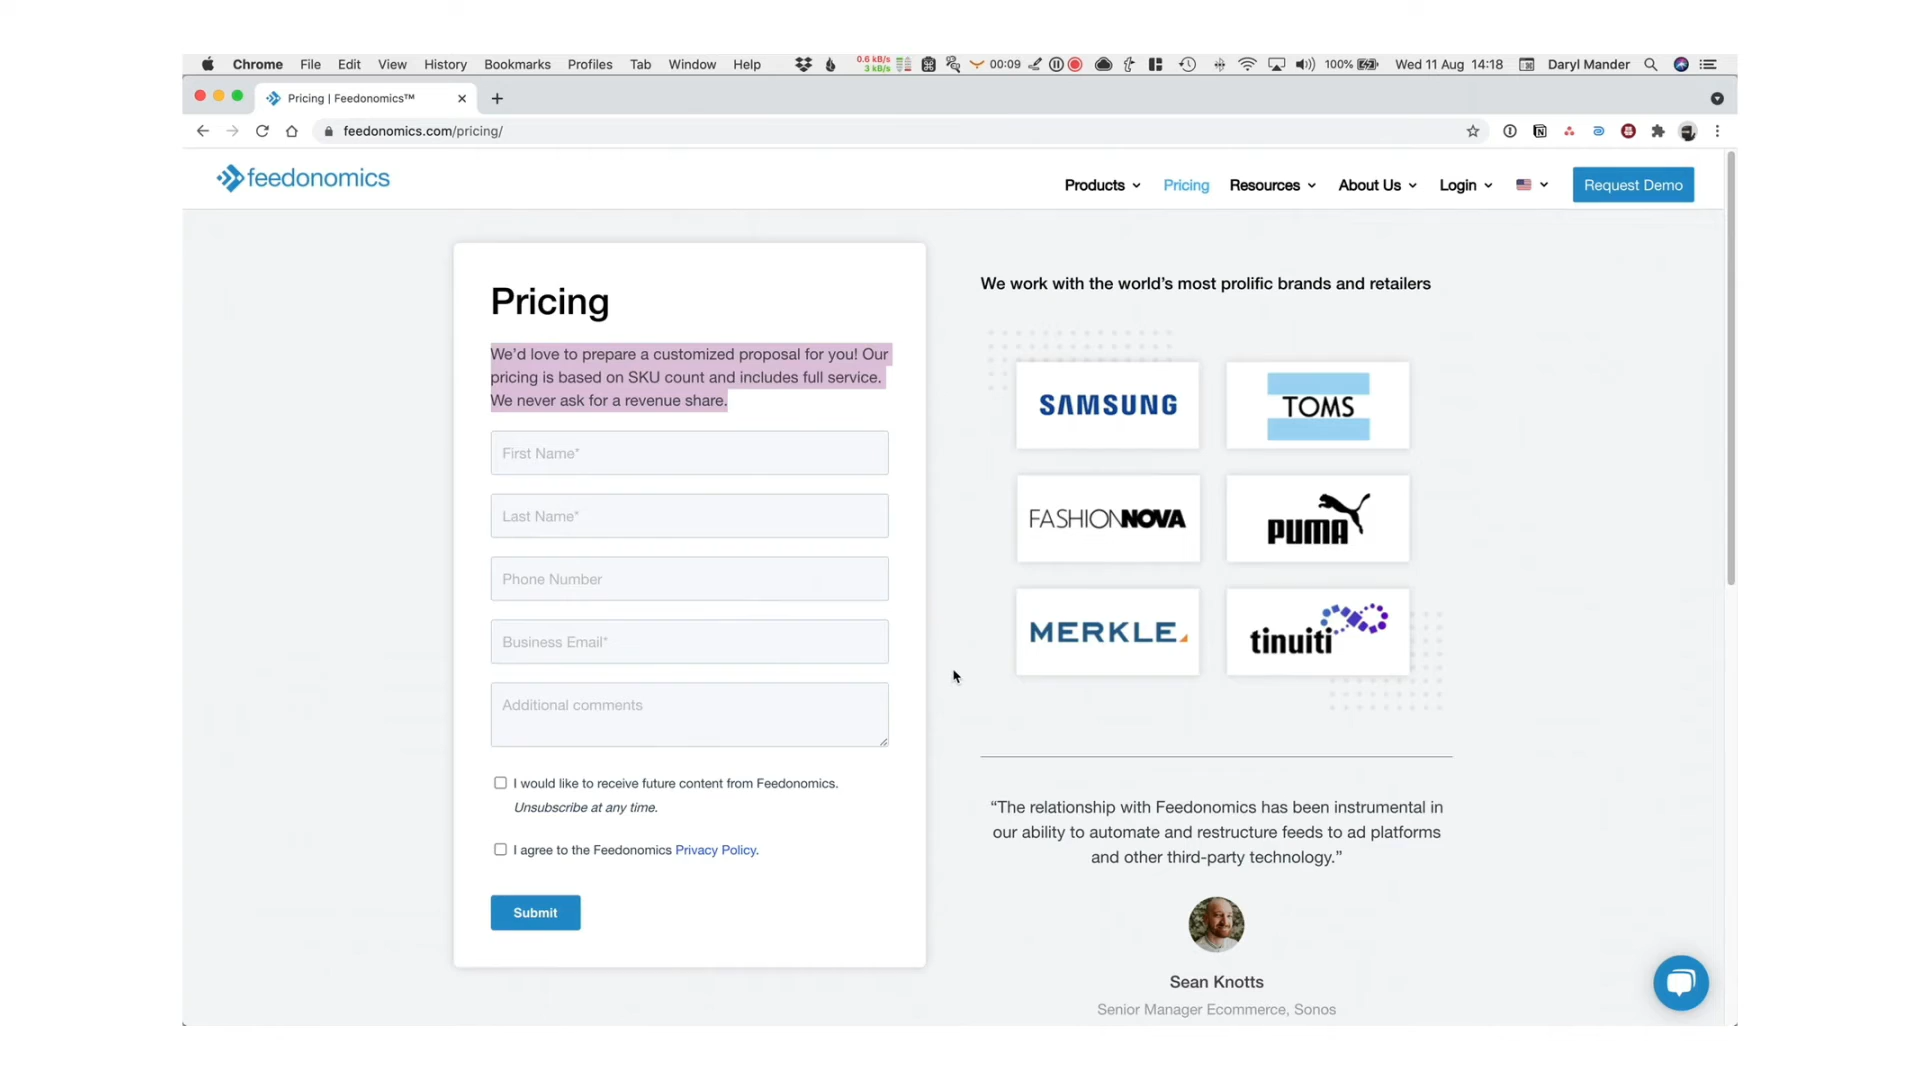 Chrome File Edit View History Bookmarks Profiles Tab Window Help
0.6 kB/s
3 kB/s
00:09
100%
Wed 11 Aug 14:18
Daryl Mander
Pricing | Feedonomics™
feedonomics.com/pricing/
feedonomics
Products
Pricing
Resources
About Us
Login
Request Demo
Pricing
We'd love to prepare a customized proposal for you! Our
pricing is based on SKU count and includes full service.
We never ask for a revenue share.
First Name*
Last Name*
Phone Number
Business Email*
Additional comments
I would like to receive future content from Feedonomics.
Unsubscribe at any time.
I agree to the Feedonomics Privacy Policy.
Submit
We work with the world's most prolific brands and retailers
SAMSUNG
TOMS
FASHIONNOVA
PUMA
MERKLE
tinuiti
“The relationship with Feedonomics has been instrumental in
our ability to automate and restructure feeds to ad platforms
and other third-party technology.”
Sean Knotts
Senior Manager Ecommerce, Sonos